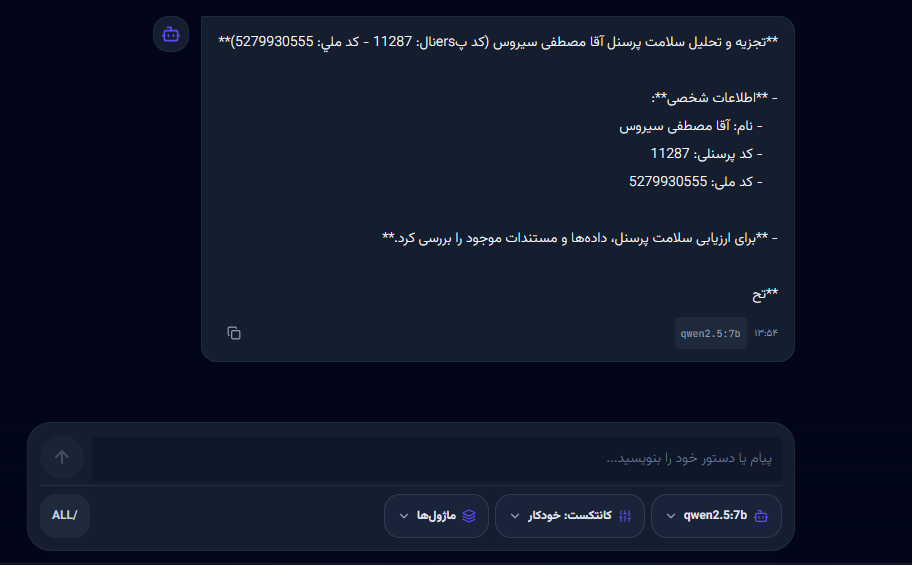 **تجزیه و تحلیل سلامت پرسنل آقا مصطفی سیروس (کد پersنال: 11287 - کد ملي: 5279930555)**
- **اطلاعات شخصی**:
- نام: آقا مصطفی سیروس
- کد پرسنلی: 11287
- کد ملی: 5279930555
- **برای ارزیابی سلامت پرسنل، داده‌ها و مستندات موجود را بررسی کرد.**
**تح
۱۳:۵۴ qwen2.5:7b
پیام یا دستور خود را بنویسید...
qwen2.5:7b کانتکست: خودکار ماژول‌ها /ALL